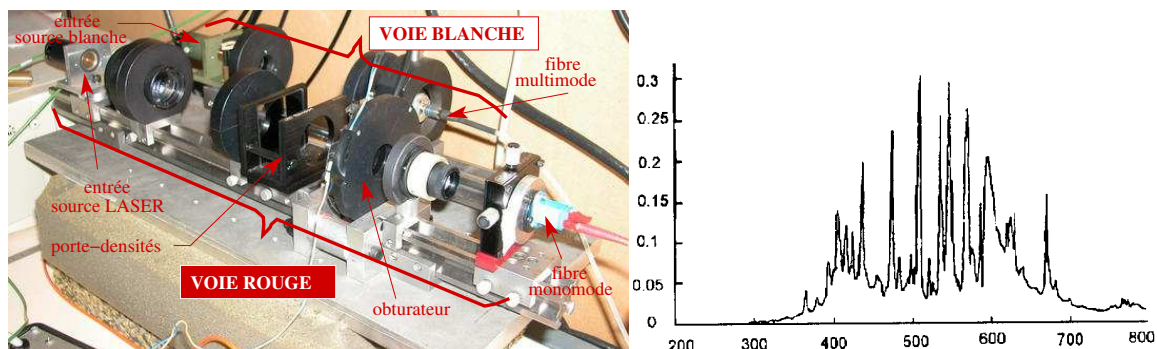 entrée
source blanche
VOIE BLANCHE
fibre
multimode
entrée
source LASER
porte−densités
VOIE ROUGE
obturateur
fibre
monomode
0.3
0.25
0.2
0.15
0.1
0.05
0
200
300
400
500
600
700
800